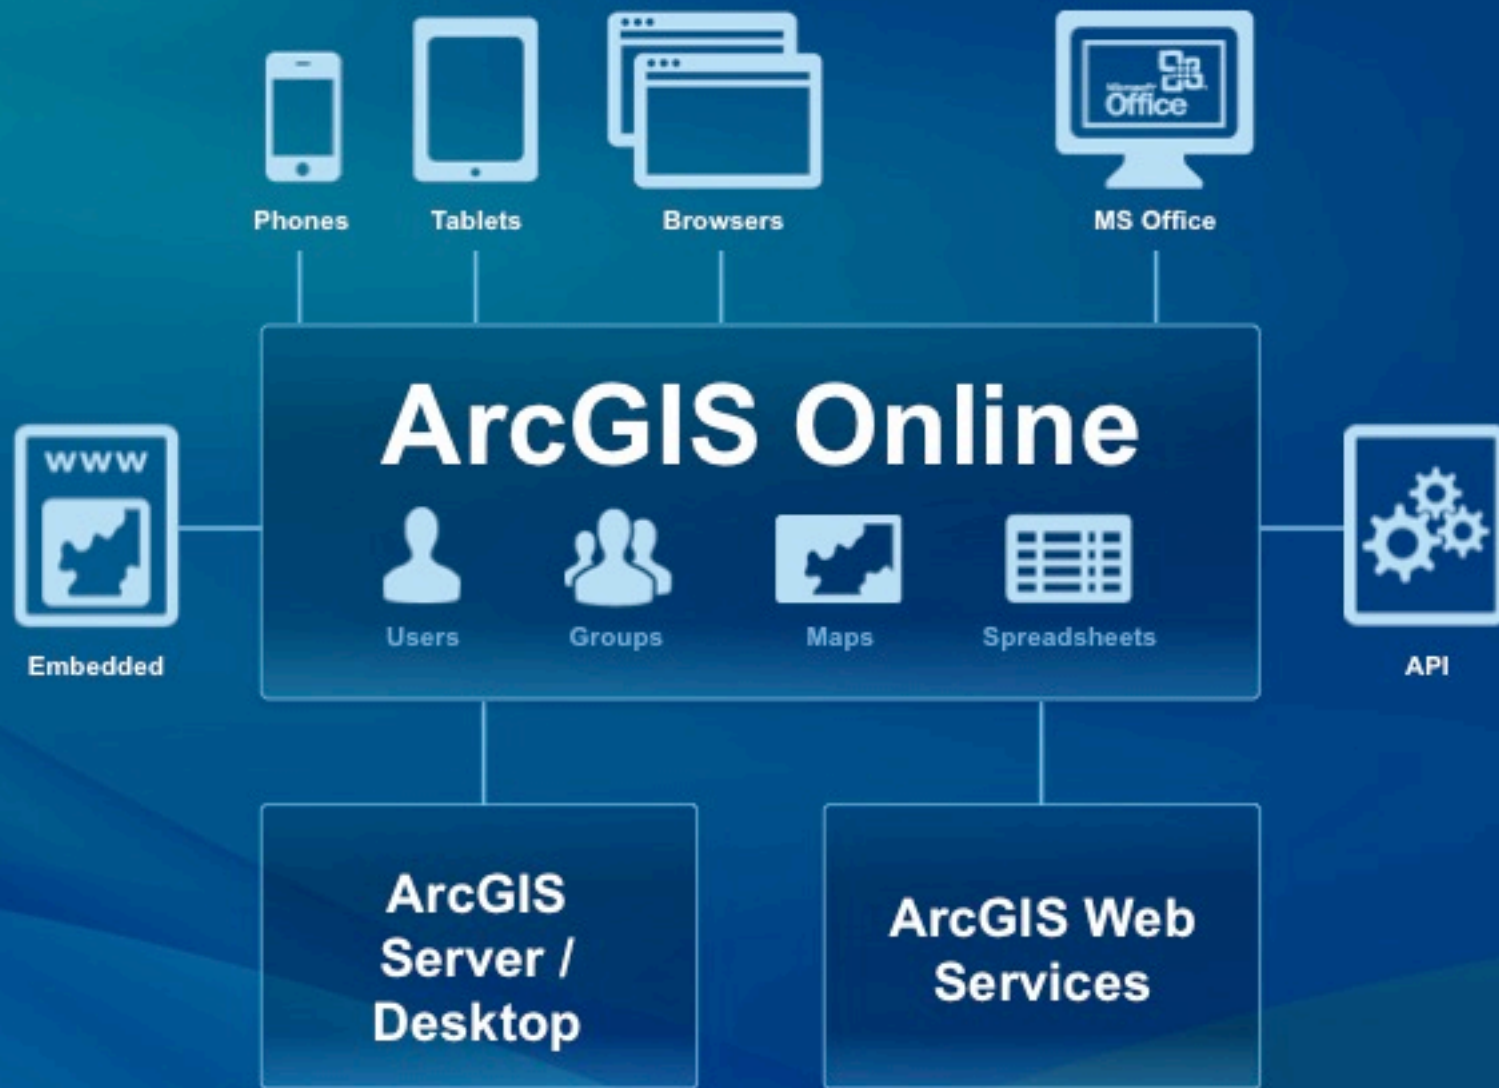 Microsoft
Office
Phones
Tablets
Browsers
MS Office
ArcGIS Online
www
Embedded
Users
Groups
Maps
Spreadsheets
API
ArcGIS
Server /
Desktop
ArcGIS Web
Services